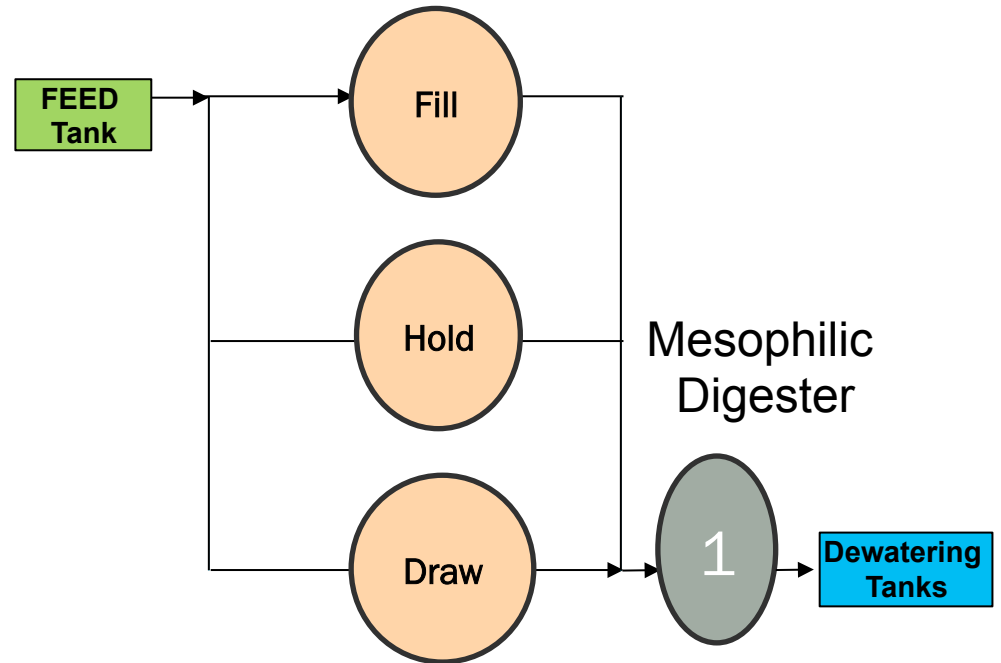 FEED
Tank
Fill
Hold
Mesophilic
Digester
Draw
1
Dewatering
Tanks